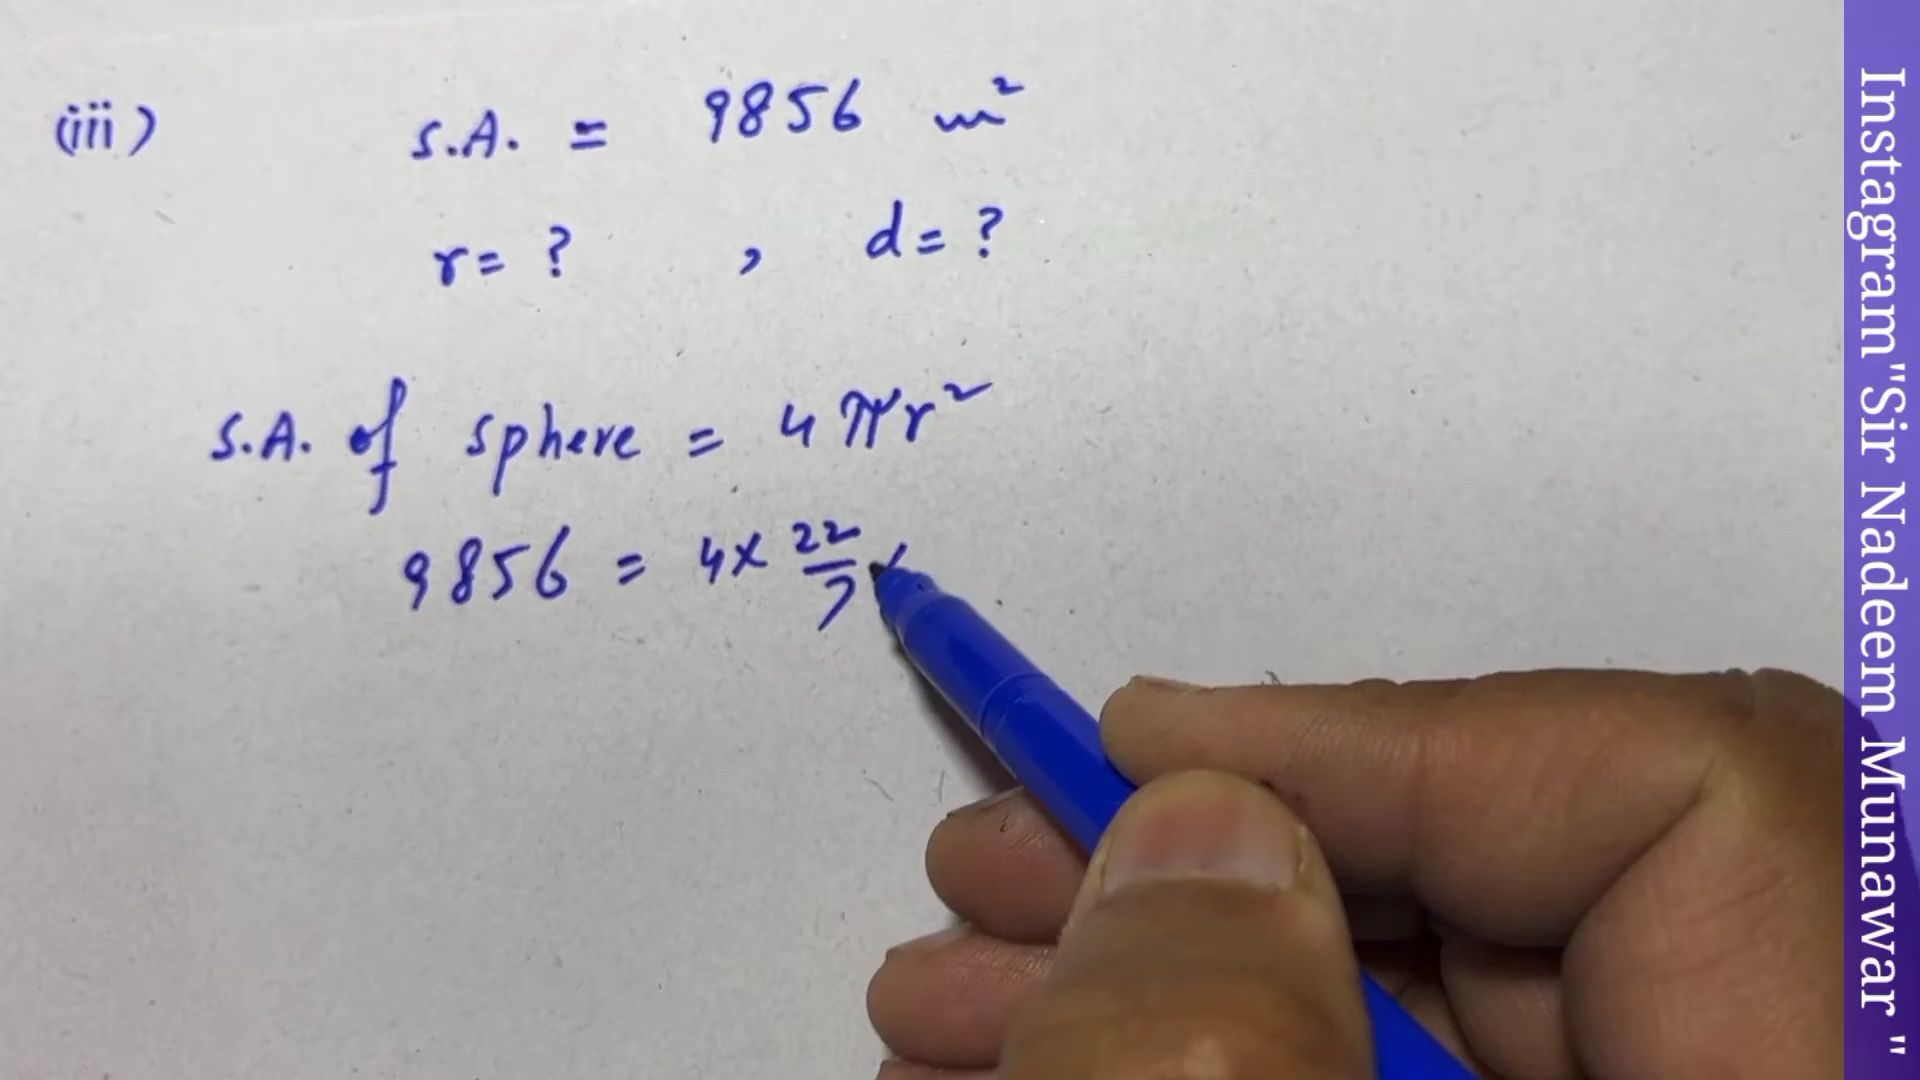 (iii) S.A. = 9856 m²
r = ? , d = ?
S.A. of sphere = 4πr²
9856 = 4 × 22/7 ×
Instagram"Sir Nadeem Munawar"